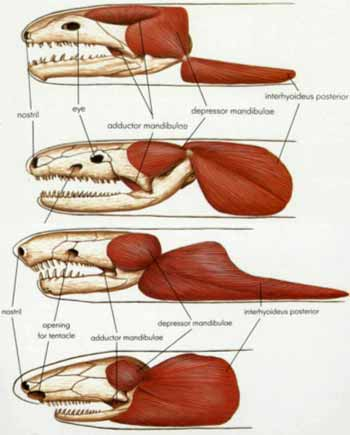 interhyoideus posterior
eye
depressor mandibulae
nostril
adductor mandibulae
opening
for tentacle
nostril
depressor mandibulae
interhyoideus posterior
adductor mandibulae